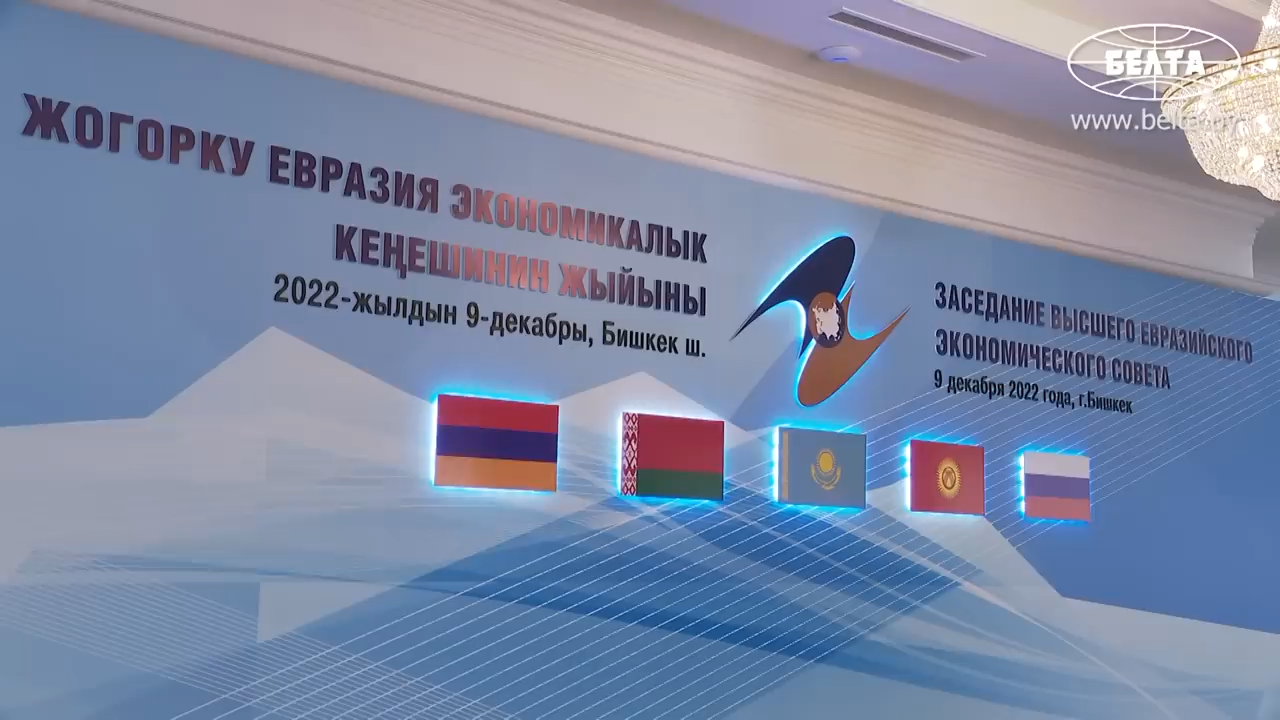 БЕЛТА
ЖОГОРКУ ЕВРАЗИЯ ЭКОНОМИКАЛЫК
КЕҢЕШИНИН ЖЫЙЫНЫ
2022-жылдын 9-декабры, Бишкек ш.
ЗАСЕДАНИЕ ВЫСШЕГО ЕВРАЗИЙСКОГО
ЭКОНОМИЧЕСКОГО СОВЕТА
9 декабря 2022 года, г.Бишкек